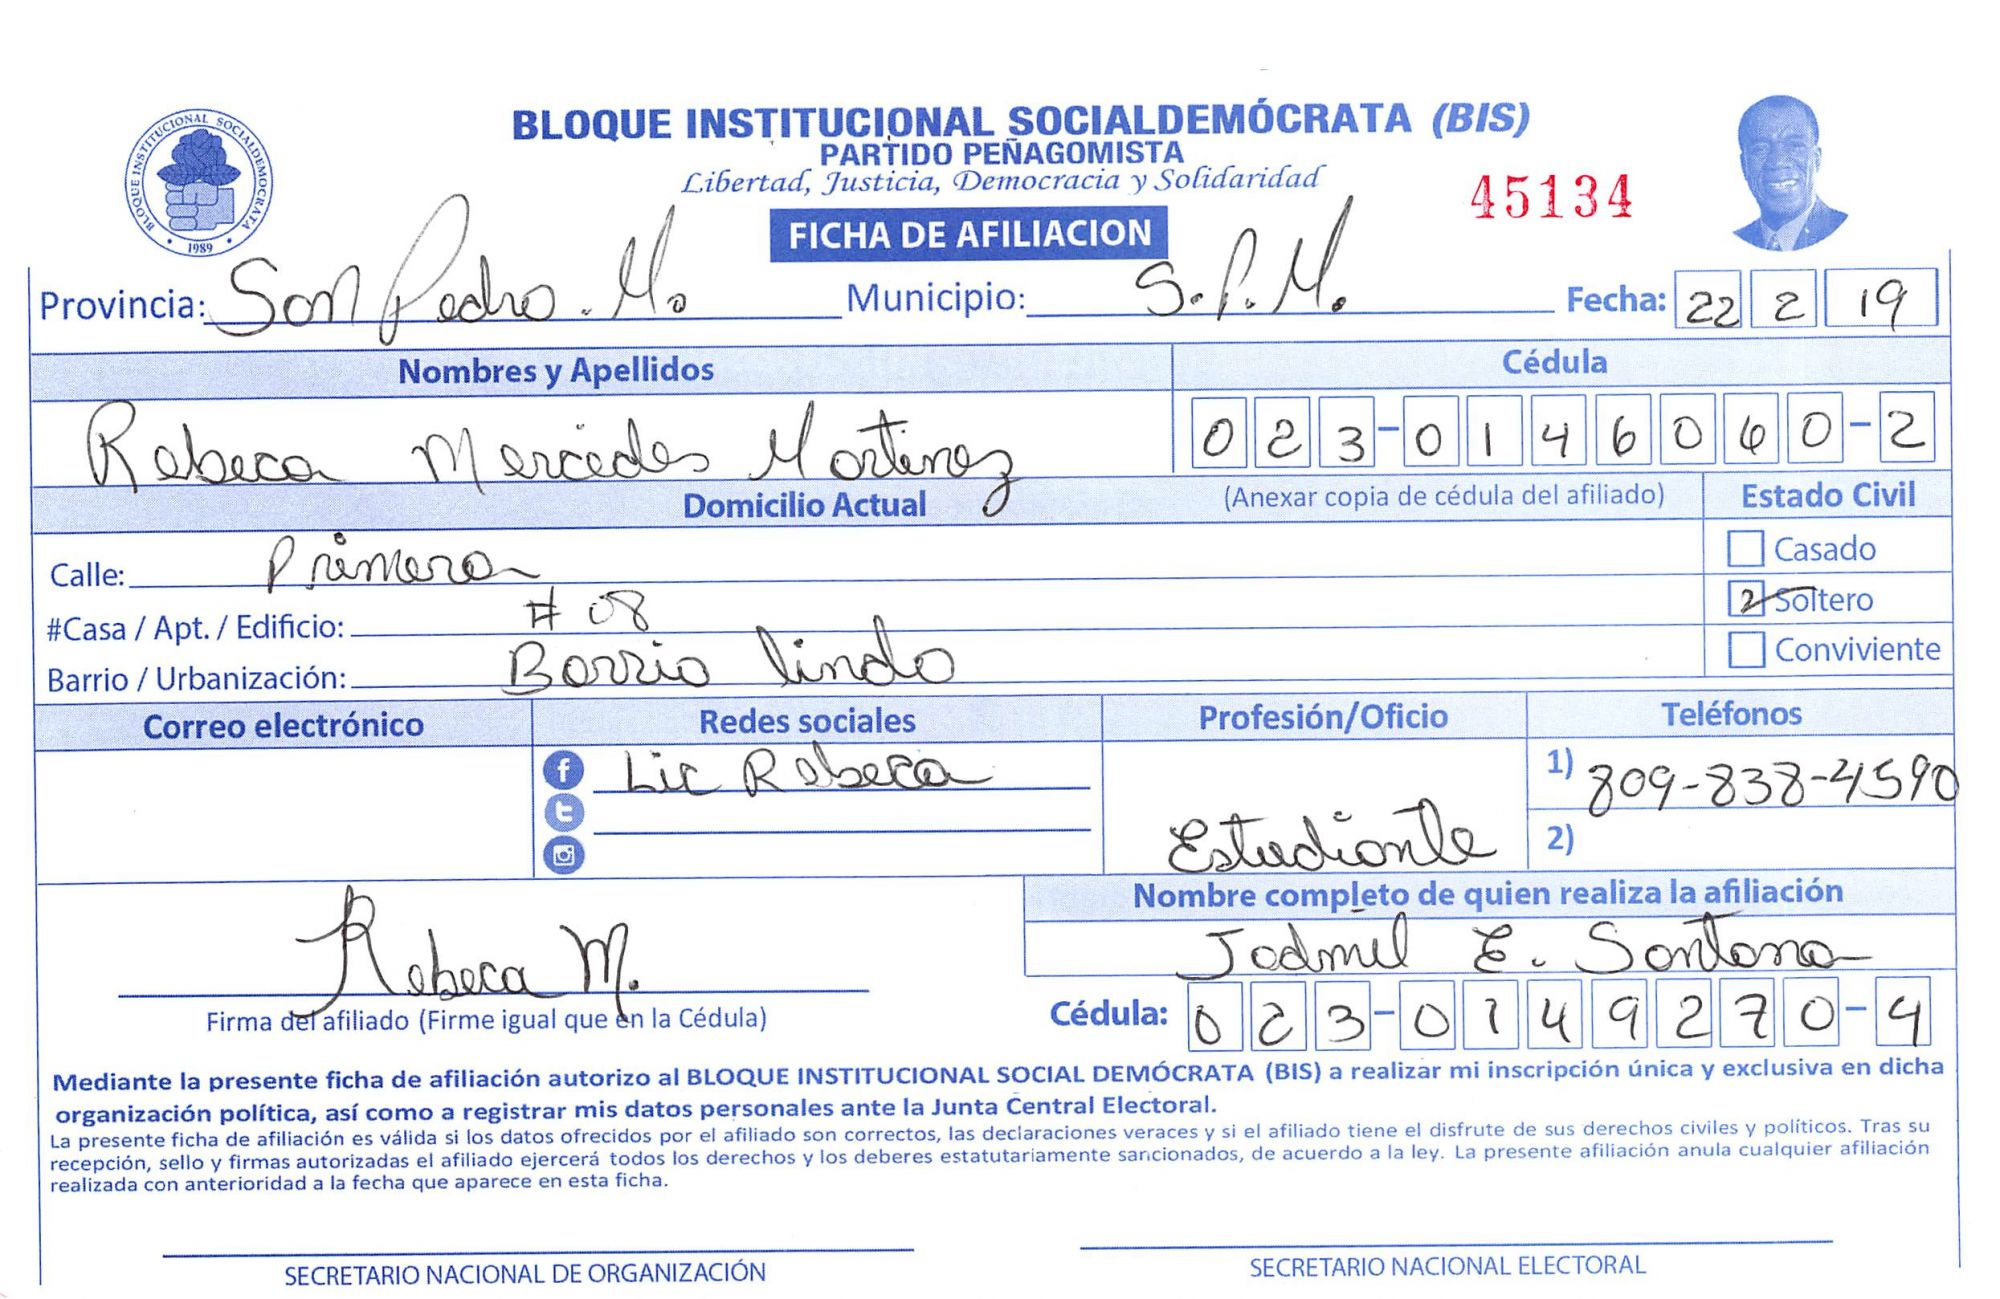 BLOQUE INSTITUCIONAL SOCIALDEMÓCRATA (BIS)
PARTIDO PEÑAGOMISTA
Libertad, Justicia, Democracia y Solidaridad
BLOQUE INSTITUCIONAL SOCIALDEMOCRATA
1989
45134
FICHA DE AFILIACION
Provincia: San Pedro. M. Municipio: S.P.M. Fecha: 22 2 19
Nombres y Apellidos Cédula
Rebeca Mercedes Martinez 023-0146060-2
Domicilio Actual (Anexar copia de cédula del afiliado) Estado Civil
Calle: Primera Casado
#Casa / Apt. / Edificio: # 08 Soltero
Barrio / Urbanización: Barrio lindo Conviviente
Correo electrónico Redes sociales Profesión/Oficio Teléfonos
Lic Rebeca 1) 809-838-4590
Estudiante 2)
Nombre completo de quien realiza la afiliación
Jadmil E. Santana
Rebeca M.
Firma del afiliado (Firme igual que en la Cédula) Cédula: 023-0149270-4
Mediante la presente ficha de afiliación autorizo al BLOQUE INSTITUCIONAL SOCIAL DEMÓCRATA (BIS) a realizar mi inscripción única y exclusiva en dicha
organización política, así como a registrar mis datos personales ante la Junta Central Electoral.
La presente ficha de afiliación es válida si los datos ofrecidos por el afiliado son correctos, las declaraciones veraces y si el afiliado tiene el disfrute de sus derechos civiles y políticos. Tras su
recepción, sello y firmas autorizadas el afiliado ejercerá todos los derechos y los deberes estatutariamente sancionados, de acuerdo a la ley. La presente afiliación anula cualquier afiliación
realizada con anterioridad a la fecha que aparece en esta ficha.
SECRETARIO NACIONAL DE ORGANIZACIÓN SECRETARIO NACIONAL ELECTORAL